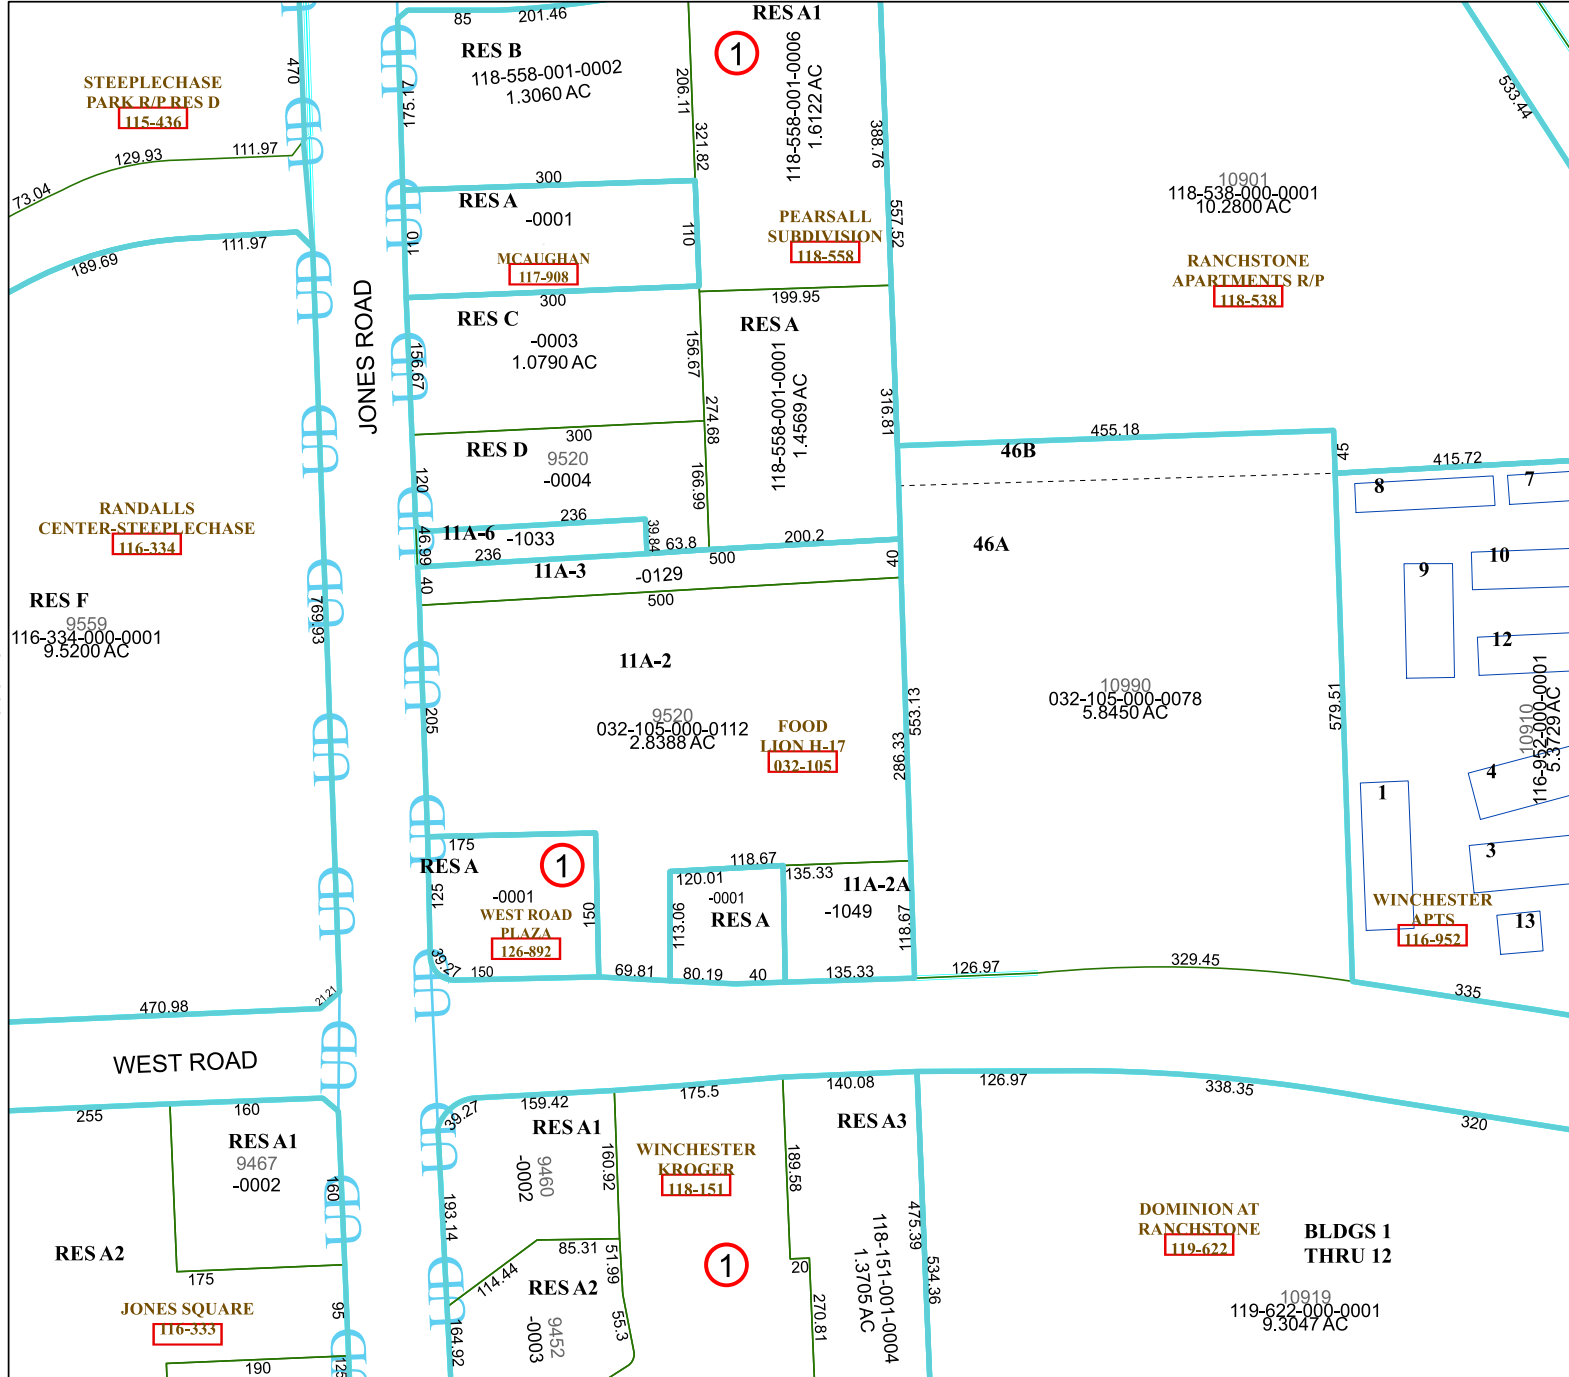 85
201.46
RES A1
RES B
118-558-001-0002
1.3060 AC
1
118-558-001-0006
1.6122 AC
470
175.17
206.11
321.82
388.76
533.44
STEEPLECHASE
PARK R/P RES D
115-436
129.93
111.97
73.04
300
RES A
-0001
110
110
MCAUGHAN
117-908
300
PEARSALL
SUBDIVISION
118-558
557.52
10901
118-538-000-0001
10.2800 AC
RANCHSTONE
APARTMENTS R/P
118-538
111.97
189.69
JONES ROAD
RES C
-0003
1.0790 AC
156.67
156.67
274.68
199.95
RES A
118-558-001-0001
1.4569 AC
316.81
300
RES D
9520
-0004
120
166.99
455.18
46B
45
415.72
8
7
RANDALLS
CENTER-STEEPLECHASE
116-334
RES F
9559
116-334-000-0001
9.5200 AC
769.93
236
11A-6
-1033
46.99
236
39.84
63.8
500
200.2
40
11A-3
-0129
40
500
46A
9
10
12
11A-2
9520
032-105-000-0112
2.8388 AC
FOOD
LION H-17
032-105
205
553.13
286.33
10990
032-105-000-0078
5.8450 AC
579.51
10910
116-952-000-0001
5.3729 AC
1
4
3
13
WINCHESTER
APTS
116-952
175
RES A
1
125
-0001
150
WEST ROAD
PLAZA
126-892
39.27
150
118.67
120.01
-0001
RES A
113.06
135.33
11A-2A
-1049
118.67
69.81
80.19
40
135.33
126.97
329.45
335
470.98
21.21
WEST ROAD
255
160
RES A1
9467
-0002
160
RES A2
175
JONES SQUARE
116-333
95
190
125
39.27
159.42
175.5
140.08
126.97
338.35
320
RES A1
9460
-0002
160.92
WINCHESTER
KROGER
118-151
189.58
RES A3
193.14
85.31
114.44
51.99
RES A2
55.3
9452
-0003
164.92
1
20
270.81
118-151-001-0004
1.3705 AC
475.39
534.36
DOMINION AT
RANCHSTONE
119-622
BLDGS 1
THRU 12
10919
119-622-000-0001
9.3047 AC